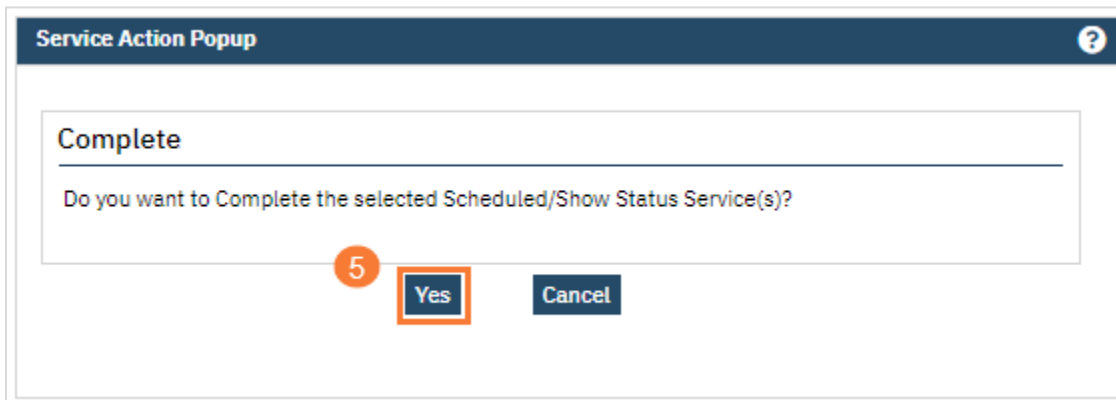 Service Action Popup ?
Complete
Do you want to Complete the selected Scheduled/Show Status Service(s)?
5
Yes Cancel